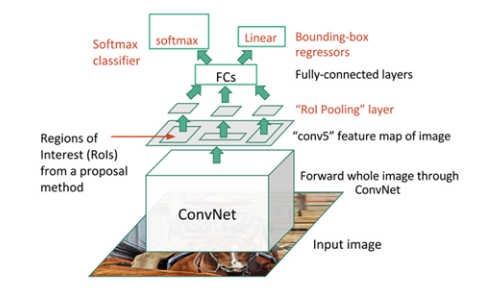 Softmax
classifier
softmax
Linear
Bounding-box
regressors
FCs
Fully-connected layers
"RoI Pooling" layer
Regions of
Interest (RoIs)
from a proposal
method
"conv5" feature map of image
Forward whole image through
ConvNet
ConvNet
Input image